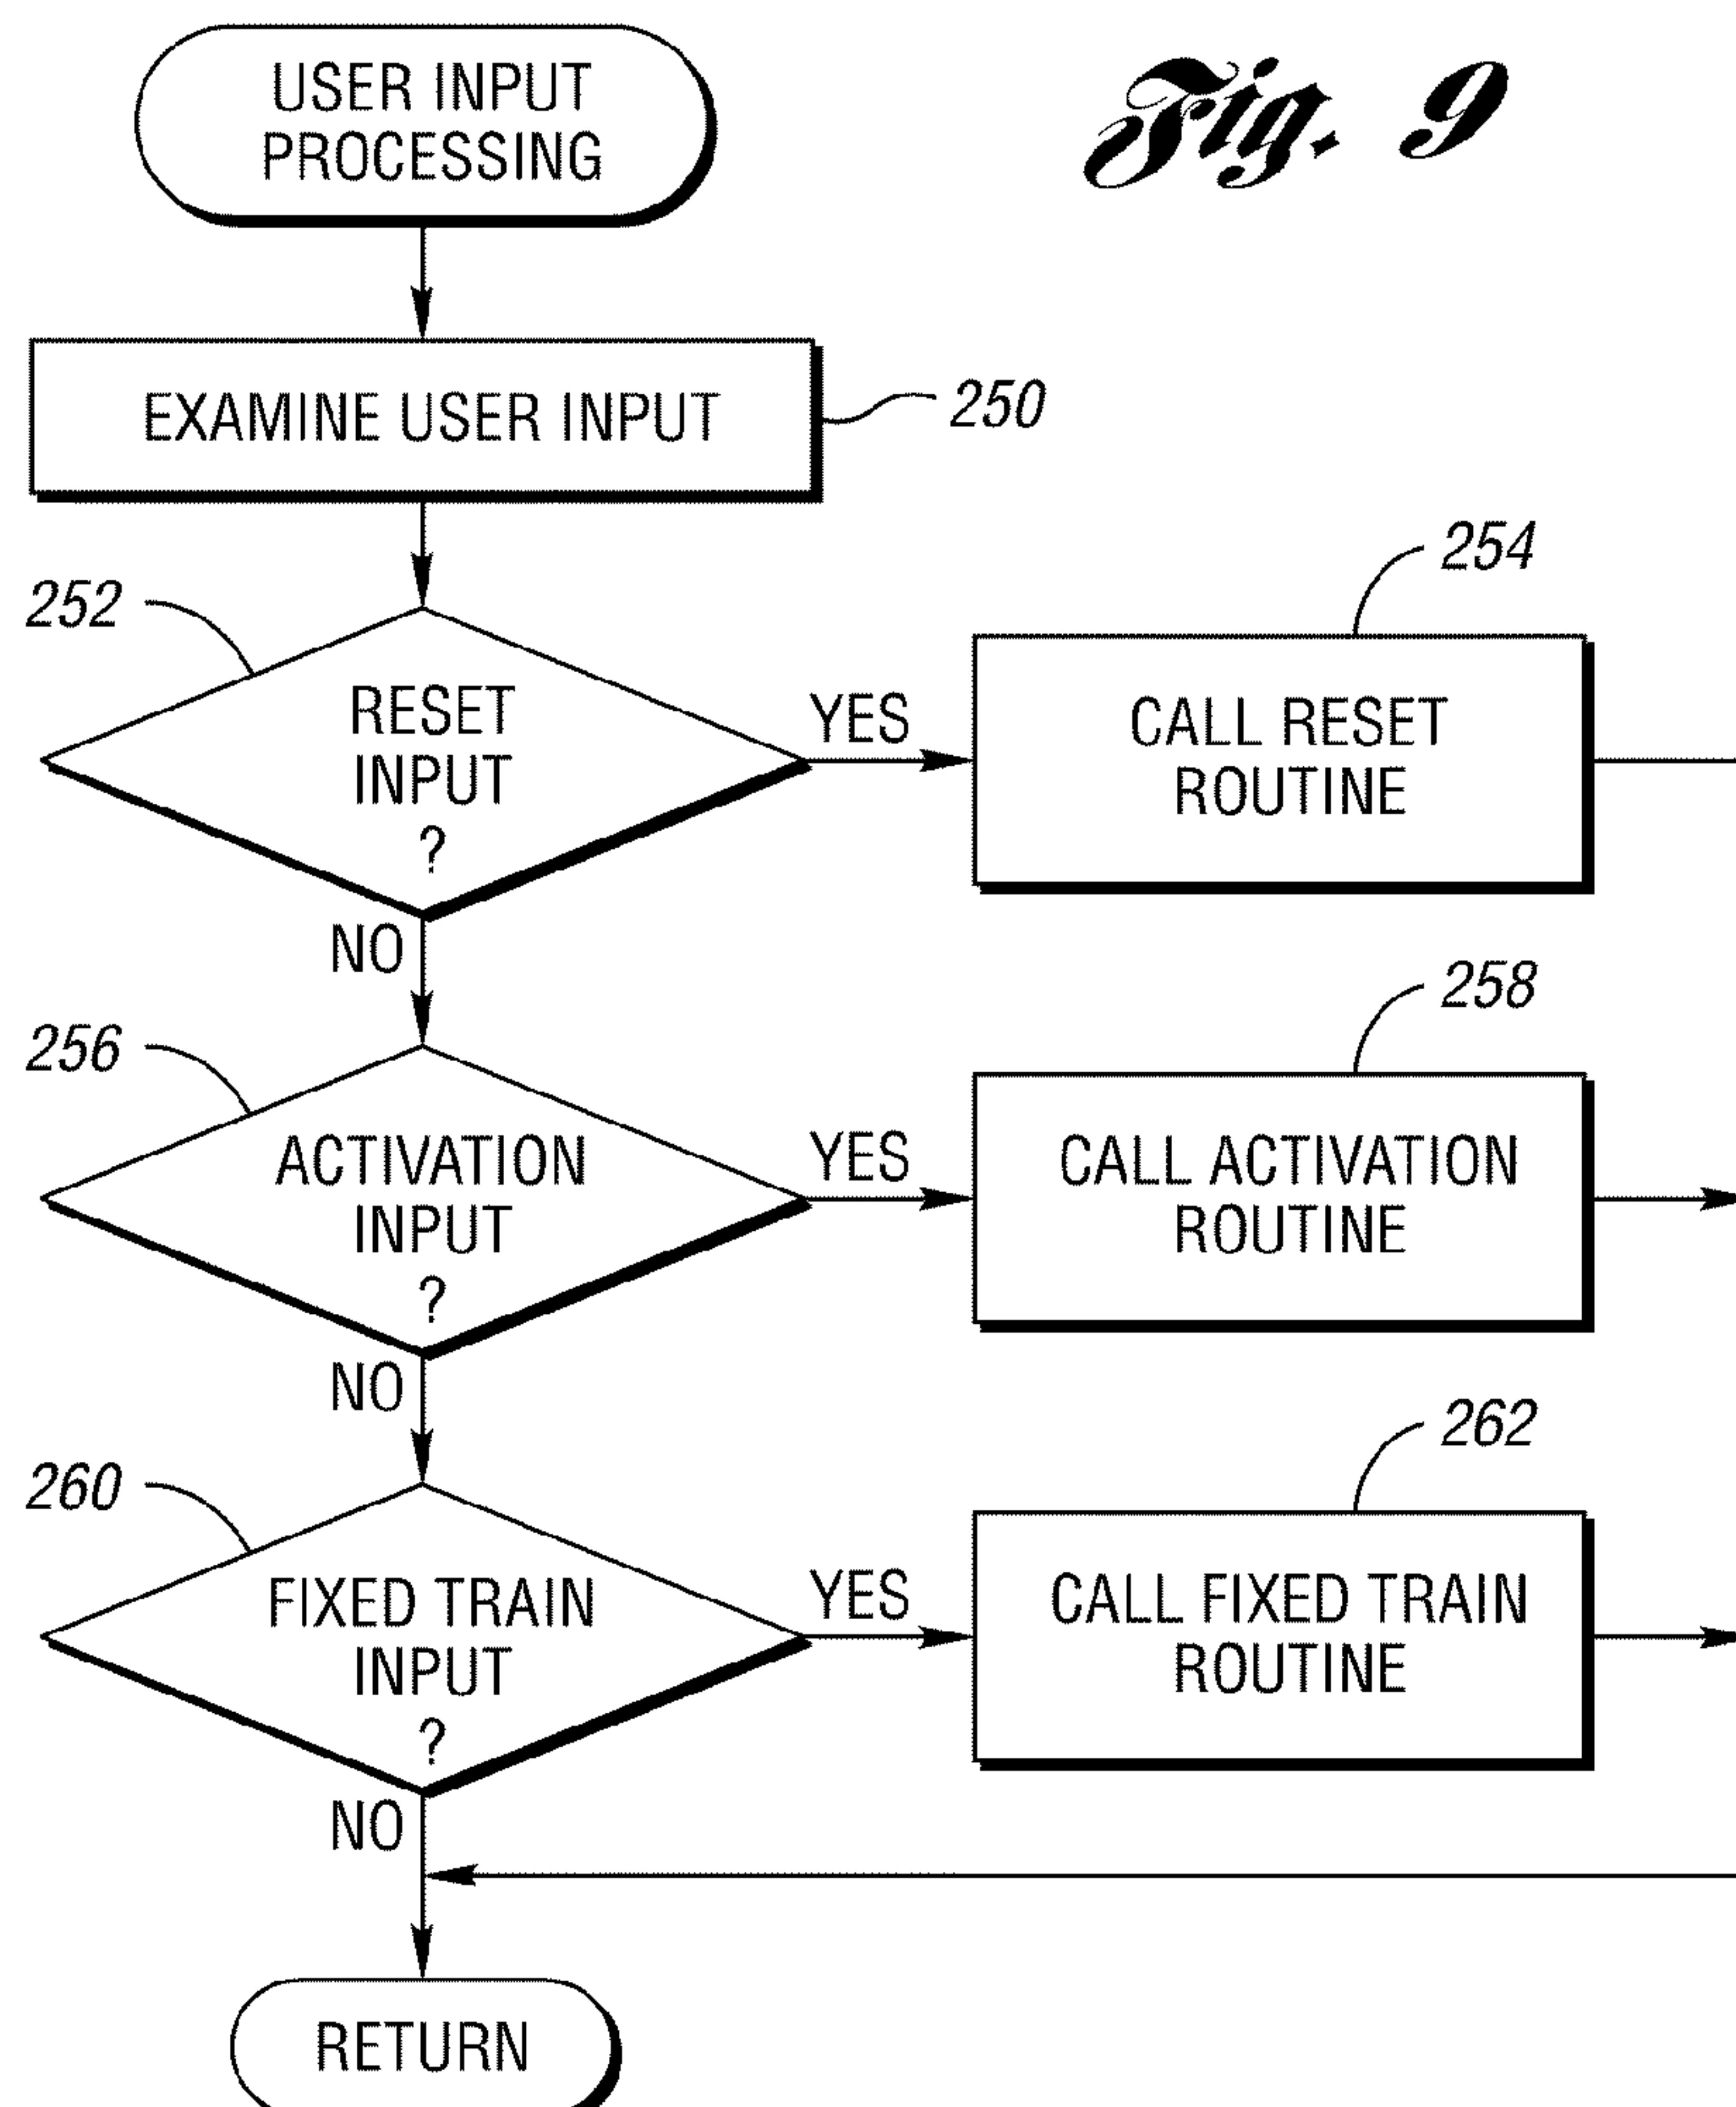 USER INPUT
PROCESSING
Fig. 9
EXAMINE USER INPUT
250
252
RESET
INPUT
?
YES
254
CALL RESET
ROUTINE
NO
256
ACTIVATION
INPUT
?
YES
258
CALL ACTIVATION
ROUTINE
NO
260
FIXED TRAIN
INPUT
?
YES
262
CALL FIXED TRAIN
ROUTINE
NO
RETURN